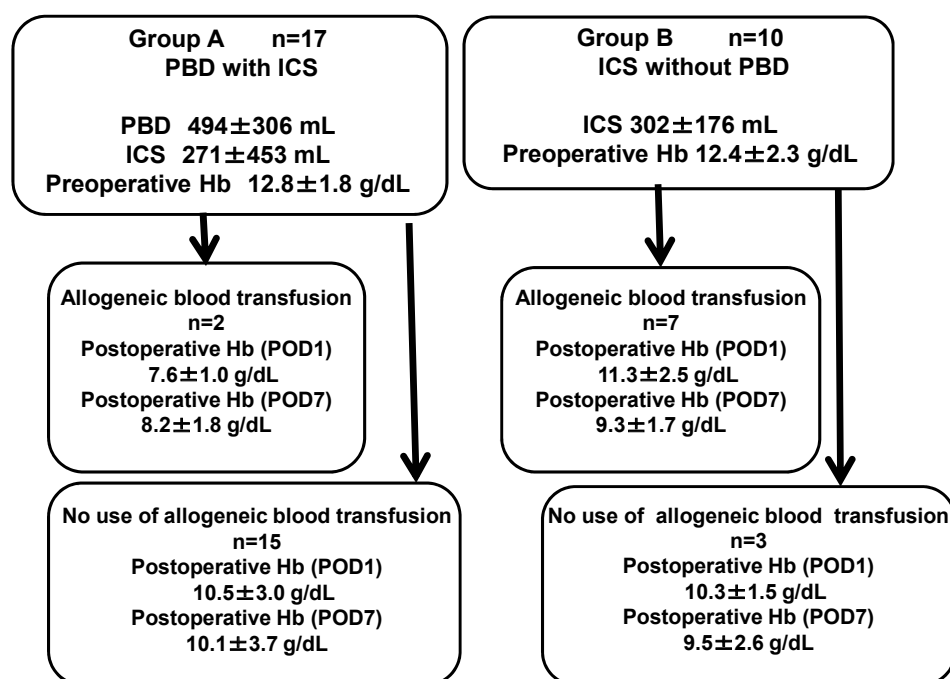 Group A n=17
PBD with ICS
PBD 494±306 mL
ICS 271±453 mL
Preoperative Hb 12.8±1.8 g/dL
Group B n=10
ICS without PBD
ICS 302±176 mL
Preoperative Hb 12.4±2.3 g/dL
Allogeneic blood transfusion
n=2
Postoperative Hb (POD1)
7.6±1.0 g/dL
Postoperative Hb (POD7)
8.2±1.8 g/dL
Allogeneic blood transfusion
n=7
Postoperative Hb (POD1)
11.3±2.5 g/dL
Postoperative Hb (POD7)
9.3±1.7 g/dL
No use of allogeneic blood transfusion
n=15
Postoperative Hb (POD1)
10.5±3.0 g/dL
Postoperative Hb (POD7)
10.1±3.7 g/dL
No use of allogeneic blood transfusion
n=3
Postoperative Hb (POD1)
10.3±1.5 g/dL
Postoperative Hb (POD7)
9.5±2.6 g/dL